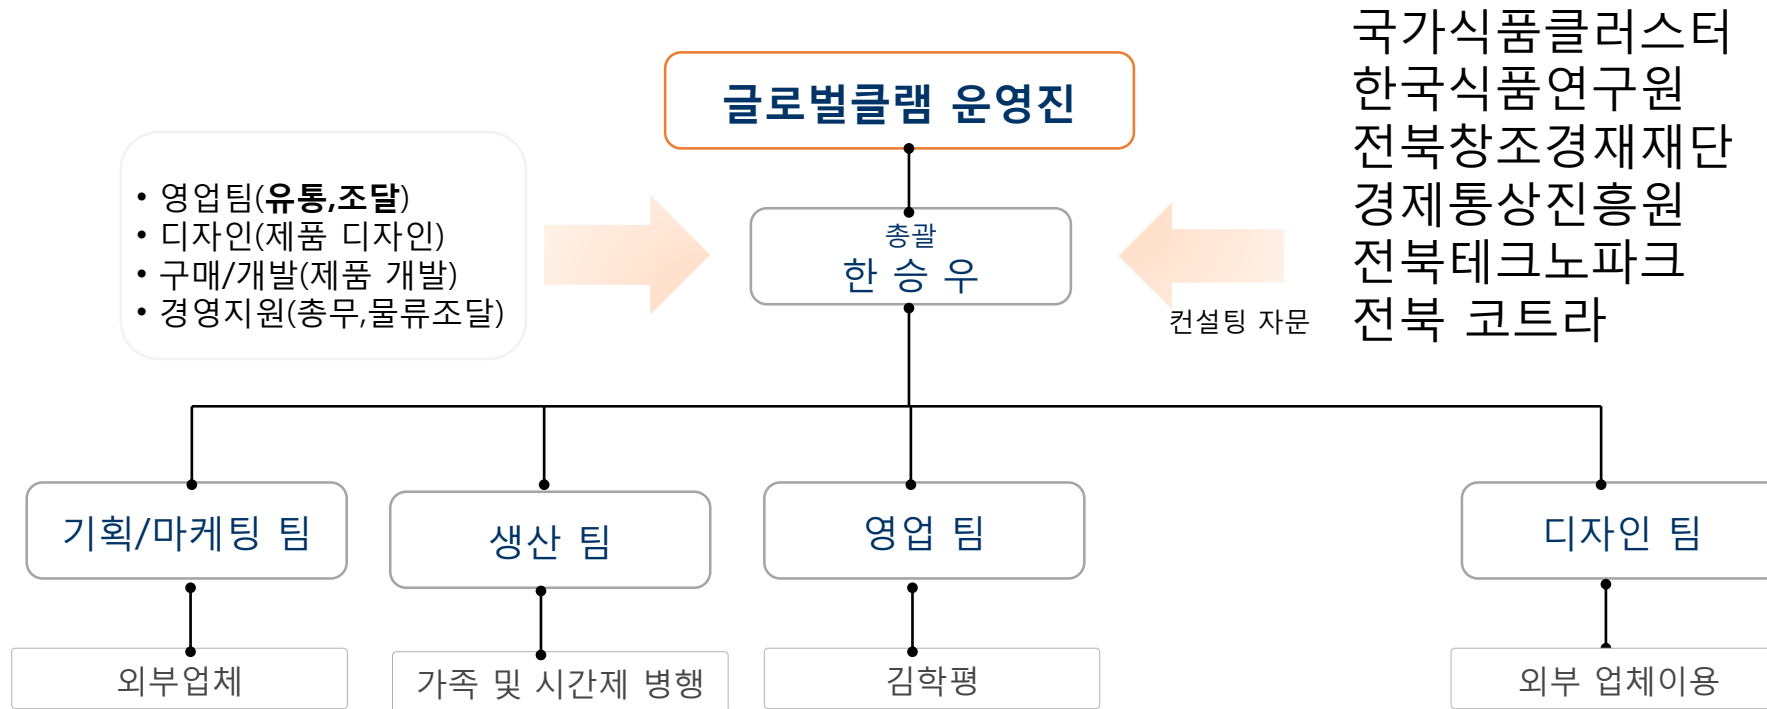 글로벌클램 운영진
• 영업팀(유통,조달)
• 디자인(제품 디자인)
• 구매/개발(제품 개발)
• 경영지원(총무,물류조달)
총괄
한 승 우
컨설팅 자문
국가식품클러스터
한국식품연구원
전북창조경재재단
경제통상진흥원
전북테크노파크
전북 코트라
기획/마케팅 팀
생산 팀
영업 팀
디자인 팀
외부업체
가족 및 시간제 병행
김학평
외부 업체이용